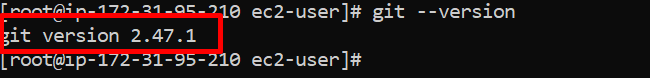 [root@ip-172-31-95-210 ec2-user]# git --version
git version 2.47.1
[root@ip-172-31-95-210 ec2-user]#